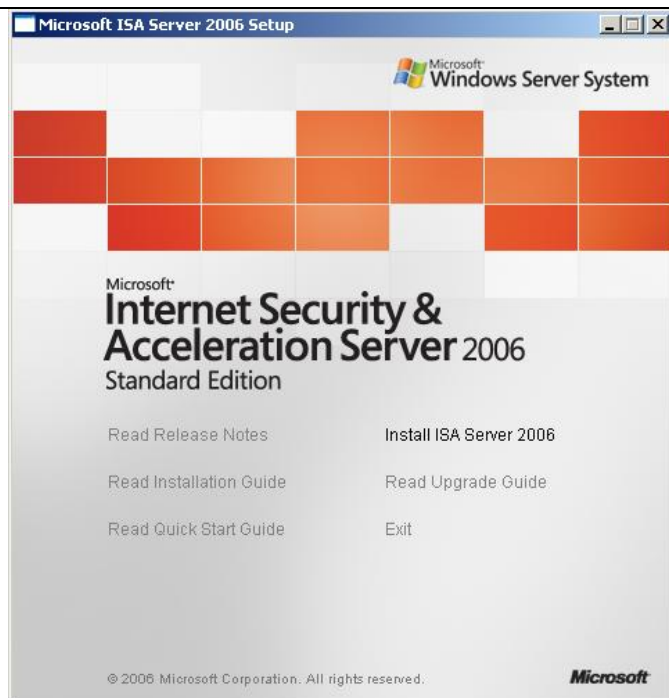 Microsoft ISA Server 2006 Setup
Microsoft
Windows Server System
Microsoft
Internet Security &
Acceleration Server 2006
Standard Edition
Read Release Notes
Install ISA Server 2006
Read Installation Guide
Read Upgrade Guide
Read Quick Start Guide
Exit
© 2006 Microsoft Corporation. All rights reserved.
Microsoft